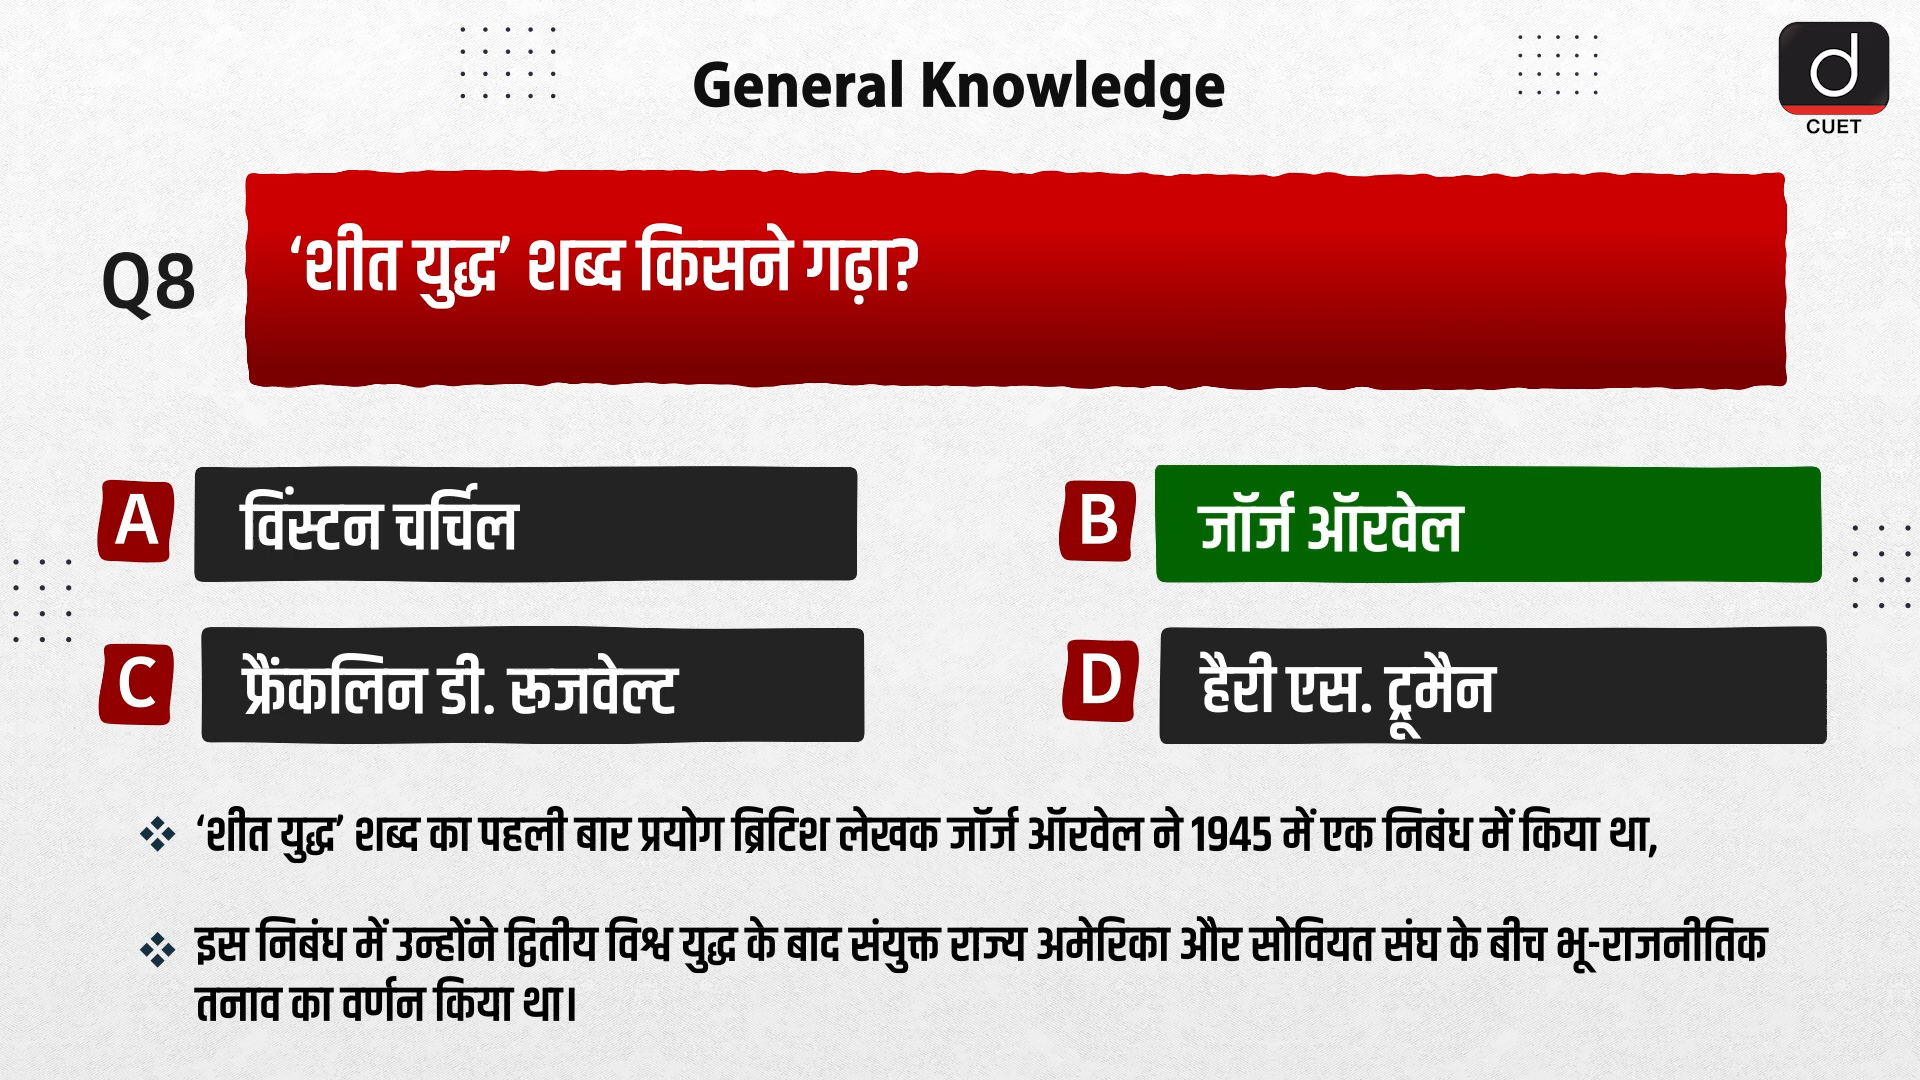 General Knowledge
d
CUET
Q8
‘शीत युद्ध’ शब्द किसने गढ़ा?
A
विंस्टन चर्चिल
B
जॉर्ज ऑरवेल
C
फ्रैंकलिन डी. रूजवेल्ट
D
हैरी एस. ट्रूमैन
‘शीत युद्ध’ शब्द का पहली बार प्रयोग ब्रिटिश लेखक जॉर्ज ऑरवेल ने 1945 में एक निबंध में किया था,
इस निबंध में उन्होंने द्वितीय विश्व युद्ध के बाद संयुक्त राज्य अमेरिका और सोवियत संघ के बीच भू-राजनीतिक
तनाव का वर्णन किया था।